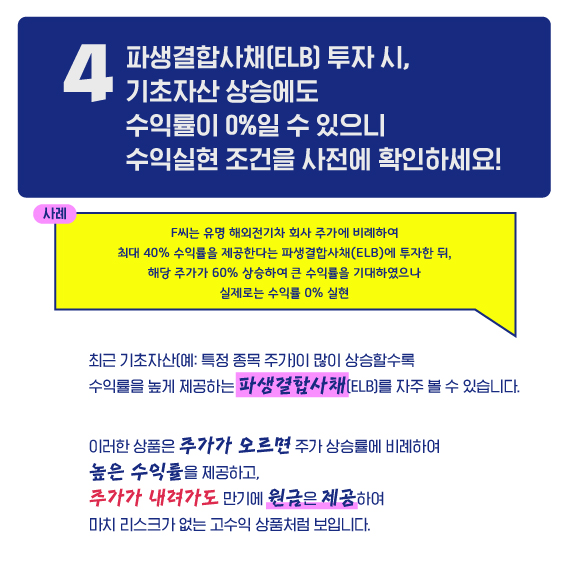 4
파생결합사채(ELB) 투자 시,
기초자산 상승에도
수익률이 0%일 수 있으니
수익실현 조건을 사전에 확인하세요!
사례
F씨는 유명 해외전기차 회사 주가에 비례하여
최대 40% 수익률을 제공한다는 파생결합사채(ELB)에 투자한 뒤,
해당 주가가 60% 상승하여 큰 수익률을 기대하였으나
실제로는 수익률 0% 실현
최근 기초자산(예: 특정 종목 주가)이 많이 상승할수록
수익률을 높게 제공하는 파생결합사채(ELB)를 자주 볼 수 있습니다.
이러한 상품은 주가가 오르면 주가 상승률에 비례하여
높은 수익률을 제공하고,
주가가 내려가도 만기에 원금은 제공하여
마치 리스크가 없는 고수익 상품처럼 보입니다.